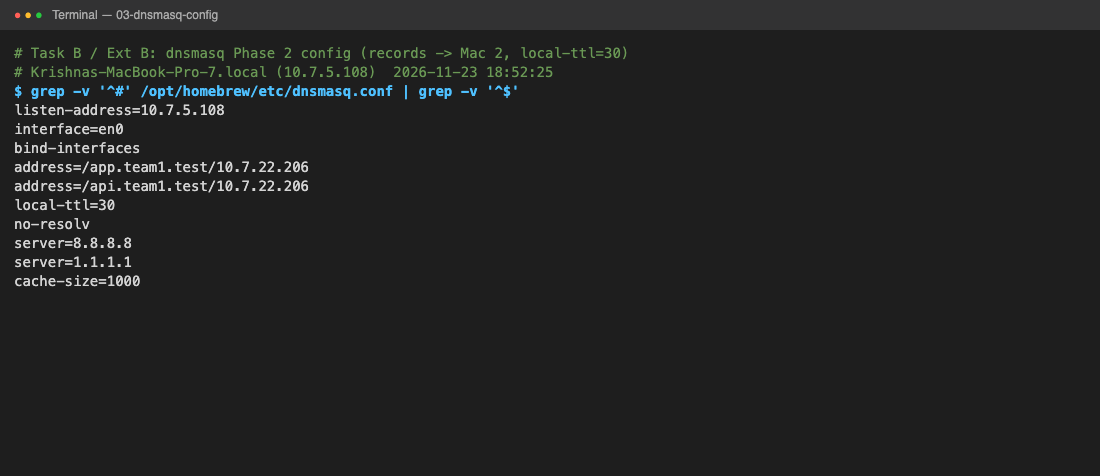 Terminal — 03-dnsmasq-config
# Task B / Ext B: dnsmasq Phase 2 config (records -> Mac 2, local-ttl=30)
# Krishnas-MacBook-Pro-7.local (10.7.5.108)  2026-11-23 18:52:25
$ grep -v '^#' /opt/homebrew/etc/dnsmasq.conf | grep -v '^$'
listen-address=10.7.5.108
interface=en0
bind-interfaces
address=/app.team1.test/10.7.22.206
address=/api.team1.test/10.7.22.206
local-ttl=30
no-resolv
server=8.8.8.8
server=1.1.1.1
cache-size=1000